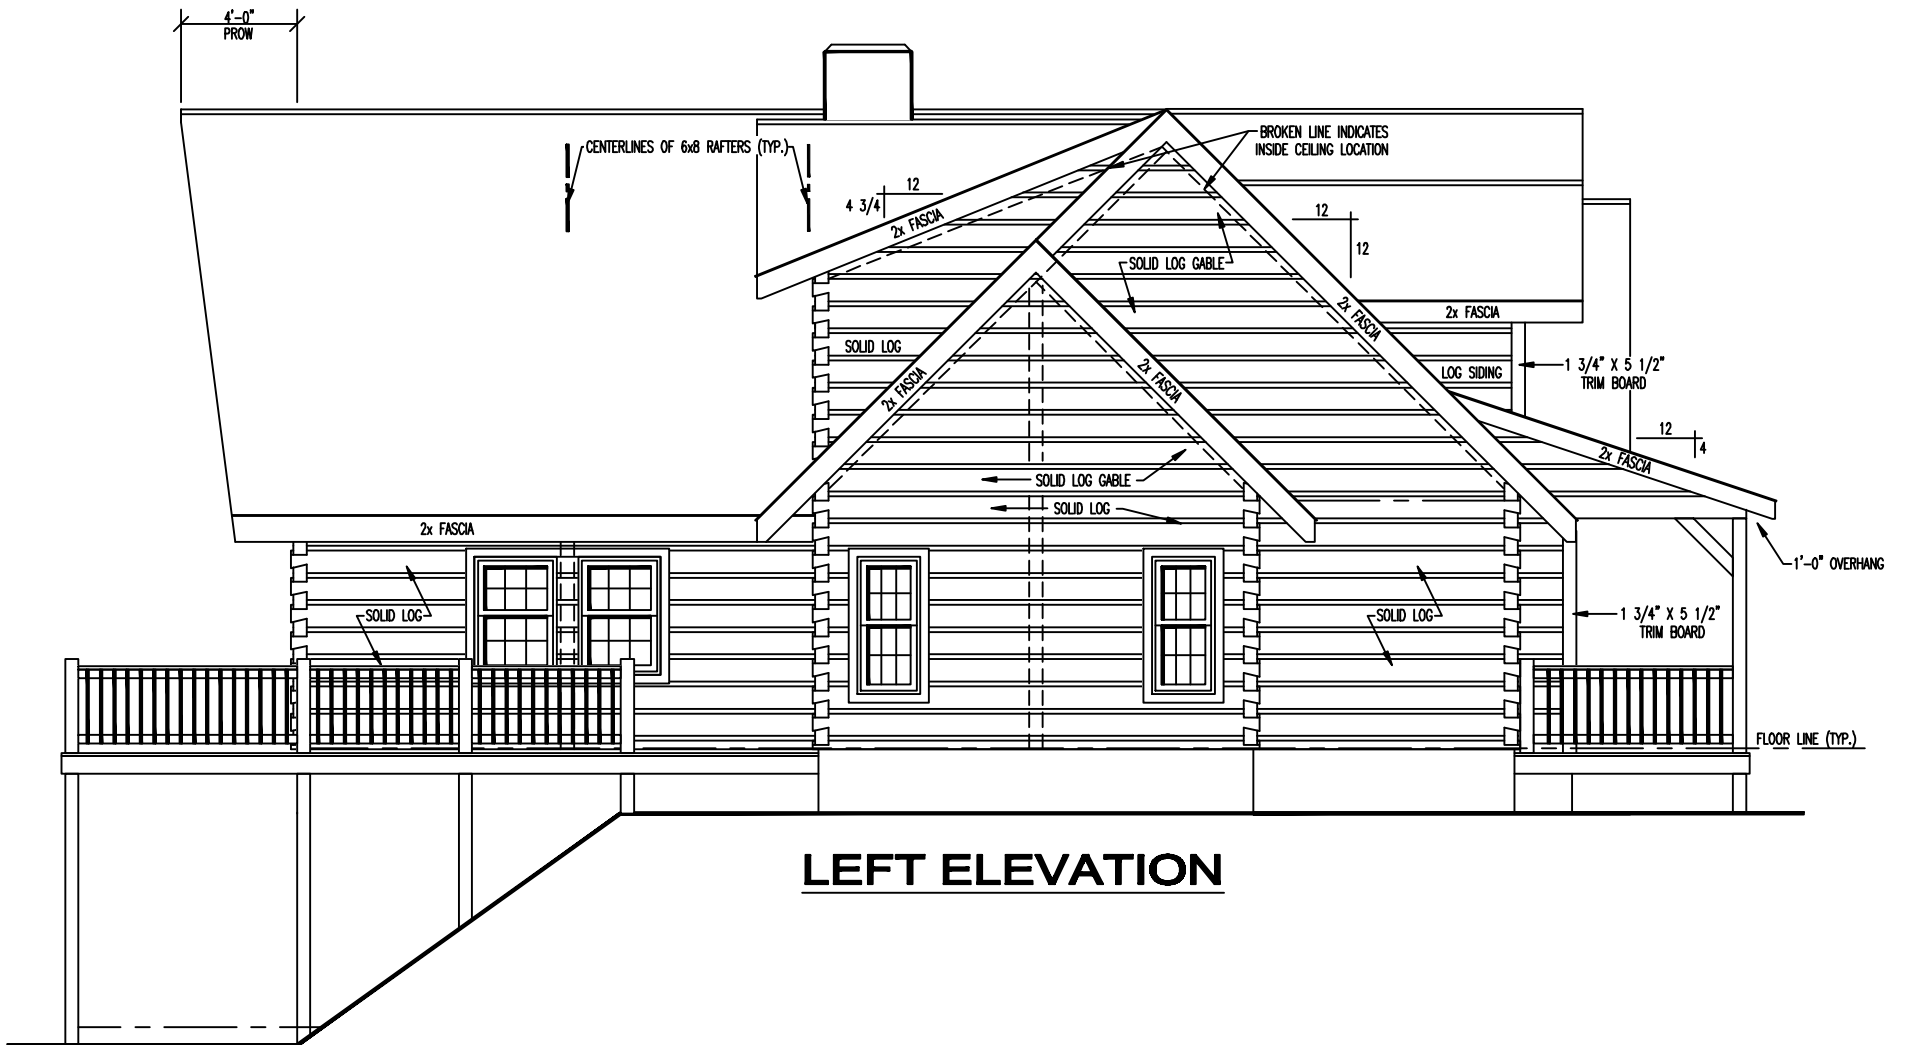 4'-0"
PROW
CENTERLINES OF 6x8 RAFTERS (TYP.)
BROKEN LINE INDICATES
INSIDE CEILING LOCATION
12
4 3/4
2x FASCIA
12
12
SOLID LOG GABLE
2x FASCIA
2x FASCIA
SOLID LOG
2x FASCIA
2x FASCIA
LOG SIDING
1 3/4" X 5 1/2"
TRIM BOARD
12
4
2x FASCIA
SOLID LOG GABLE
SOLID LOG
2x FASCIA
1'-0" OVERHANG
SOLID LOG
SOLID LOG
1 3/4" X 5 1/2"
TRIM BOARD
FLOOR LINE (TYP.)
LEFT ELEVATION